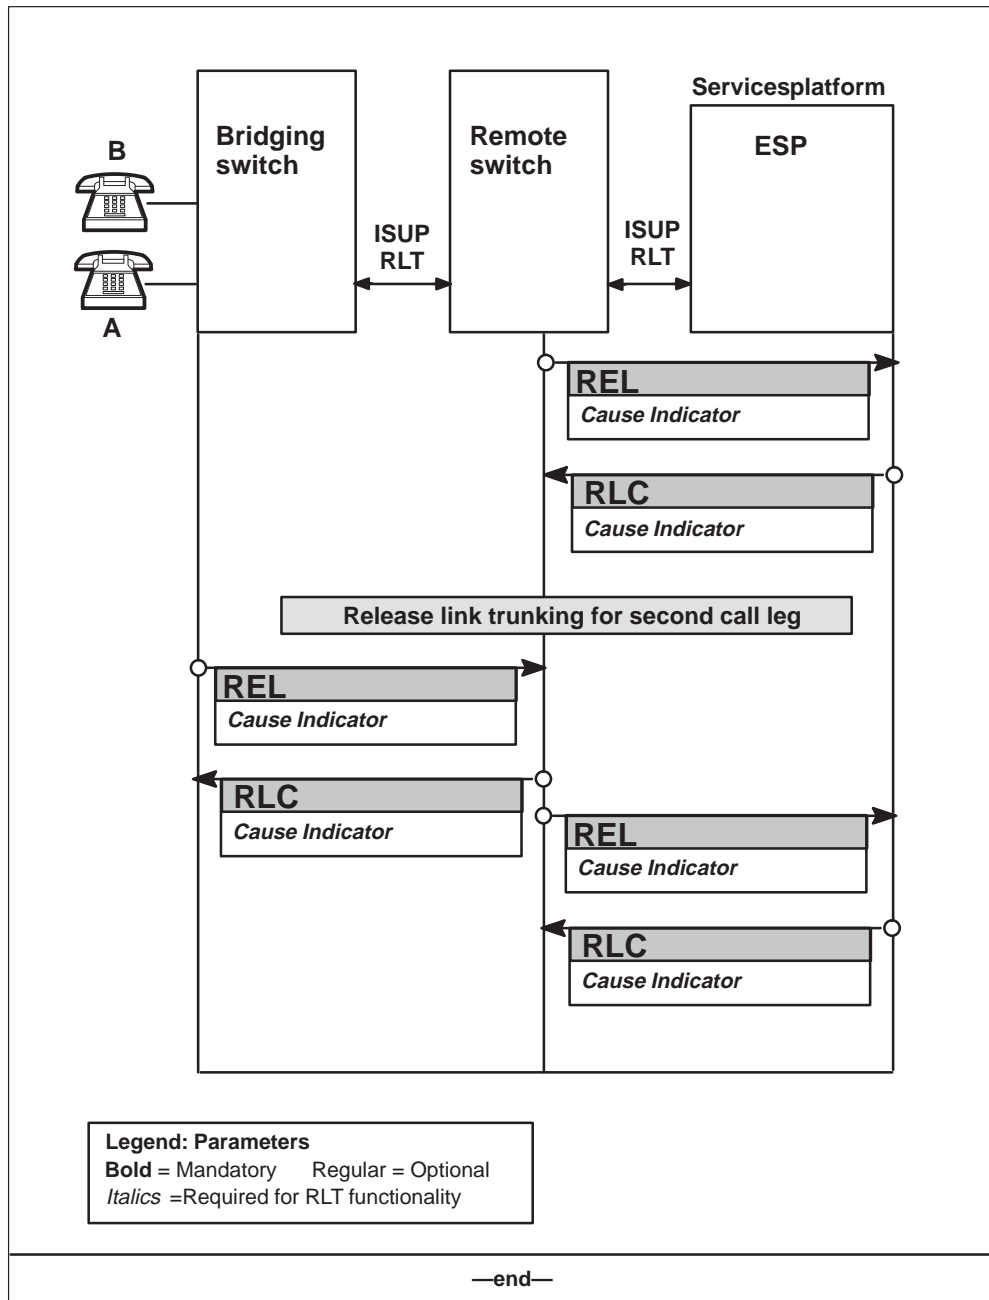 Servicesplatform
Bridging
switch
Remote
switch
ESP
B
ISUP
RLT
ISUP
RLT
A
REL
Cause Indicator
RLC
Cause Indicator
Release link trunking for second call leg
REL
Cause Indicator
RLC
Cause Indicator
REL
Cause Indicator
RLC
Cause Indicator
Legend: Parameters
Bold = Mandatory Regular = Optional
Italics =Required for RLT functionality
—end—